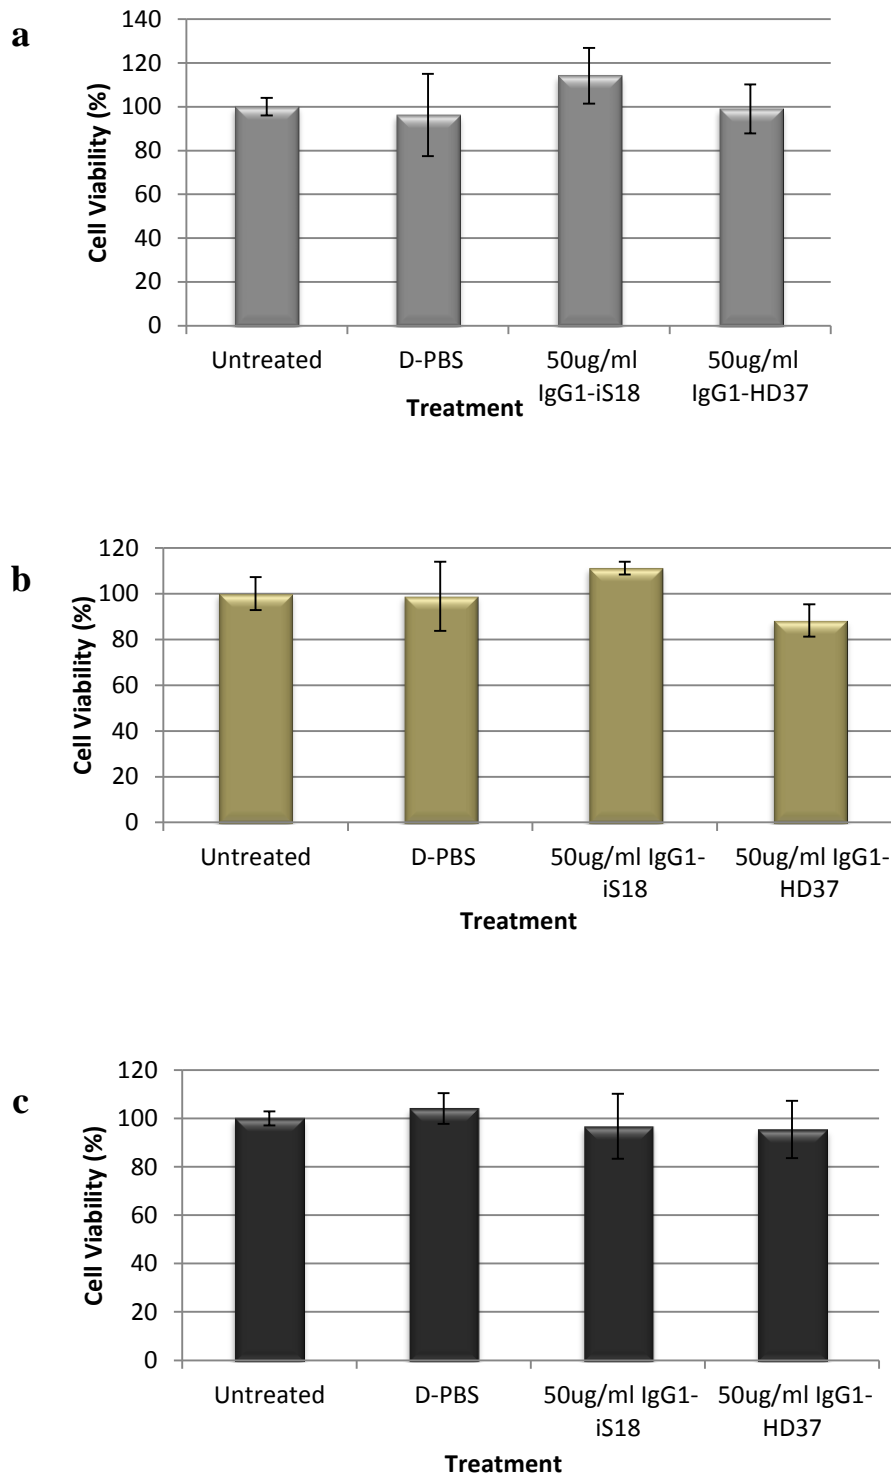 a
Cell Viability (%)
140
120
100
80
60
40
20
0
Untreated
D-PBS
50ug/ml
IgG1-iS18
50ug/ml
IgG1-HD37
Treatment
b
Cell Viability (%)
120
100
80
60
40
20
0
Untreated
D-PBS
50ug/ml IgG1-
iS18
50ug/ml IgG1-
HD37
Treatment
c
Cell Viability (%)
120
100
80
60
40
20
0
Untreated
D-PBS
50ug/ml IgG1-
iS18
50ug/ml IgG1-
HD37
Treatment